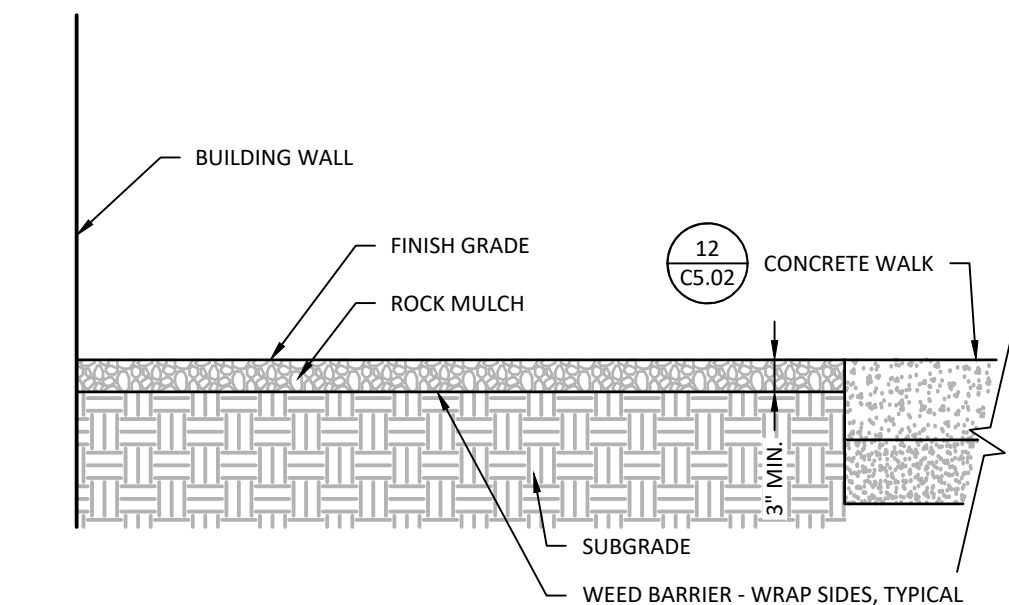 BUILDING WALL
FINISH GRADE
ROCK MULCH
12
C5.02
CONCRETE WALK
3" MIN.
SUBGRADE
WEED BARRIER - WRAP SIDES, TYPICAL